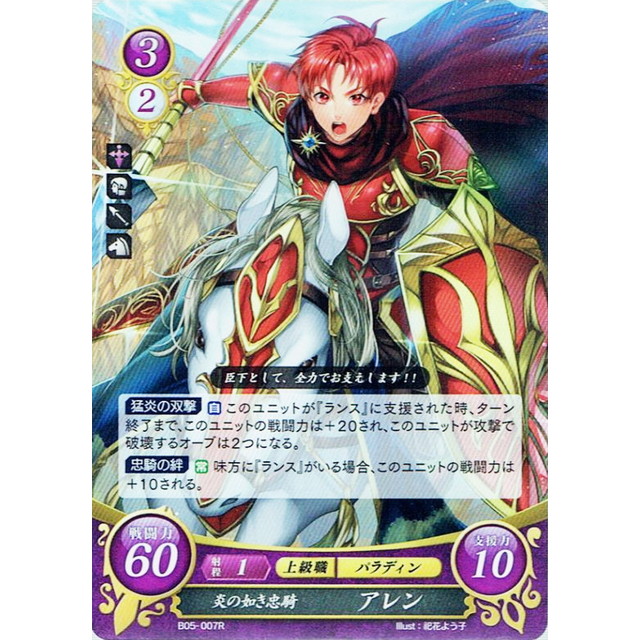 3
2
臣下として、全力でお支えします!!
猛炎の双撃 自 このユニットが『ランス』に支援された時、ターン
終了まで、このユニットの戦闘力は+20され、このユニットが攻撃で
破壊するオーブは2つになる。
忠騎の絆 常 味方に『ランス』がいる場合、このユニットの戦闘力は
+10される。
戦闘力
60
射程 1
上級職 パラディン
支援力
10
炎の如き忠騎 アレン
B05-007R
Illust:祀花よう子